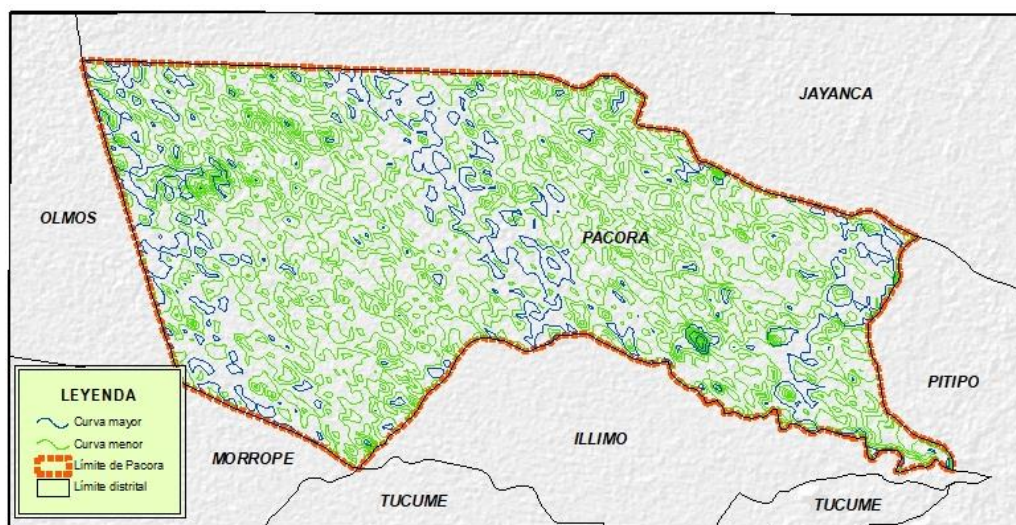 JAYANCA
OLMOS
PACORA
PITIPO
ILLIMO
MORROPE
TUCUME
TUCUME
LEYENDA
Curva mayor
Curva menor
Límite de Pacora
Límite distrital